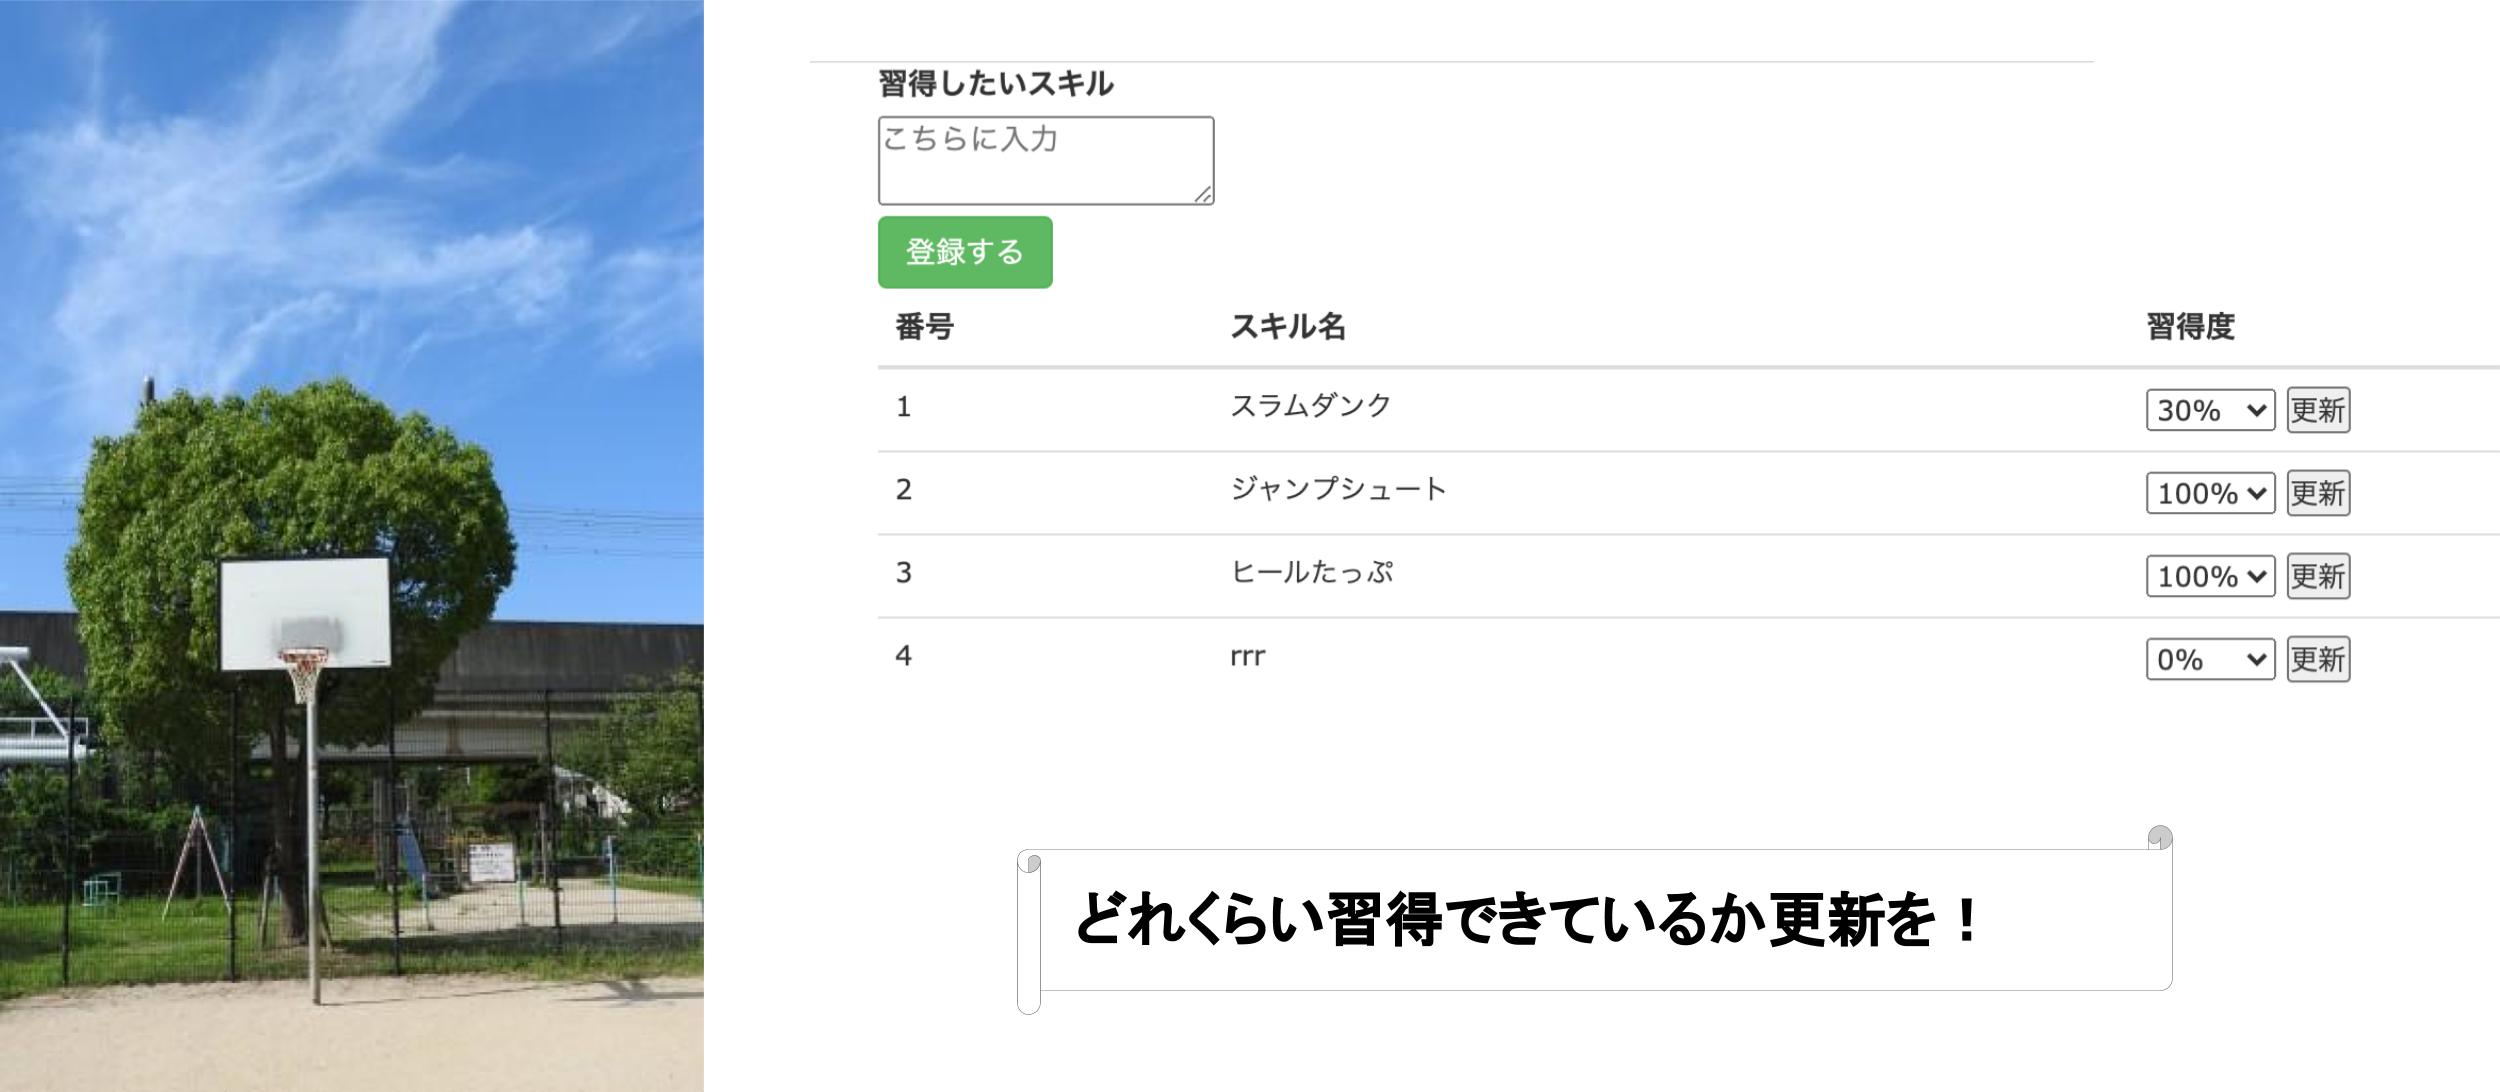 習得したいスキル
こちらに入力
登録する
番号 スキル名 習得度
1 スラムダンク 30% 更新
2 ジャンプシュート 100% 更新
3 ヒールたっぷ 100% 更新
4 rrr 0% 更新
どれくらい習得できているか更新を！